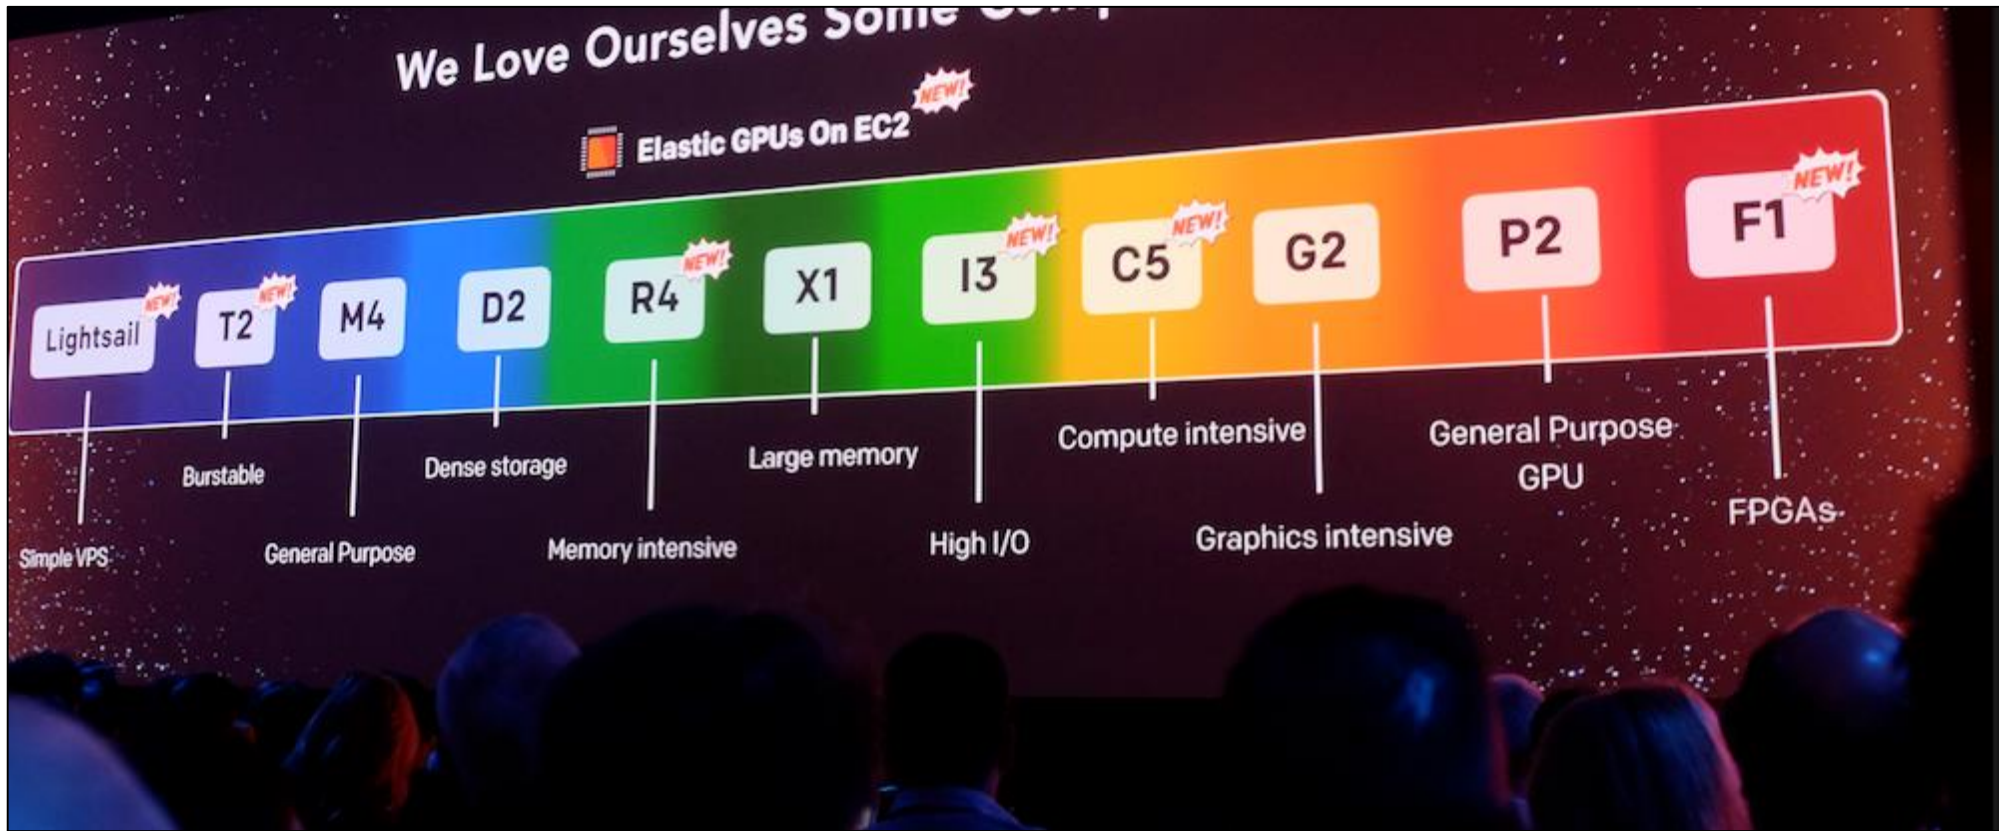 We Love Ourselves Some
Elastic GPUs On EC2 NEW!
Lightsail NEW!
T2 NEW!
M4
D2
R4 NEW!
X1
I3 NEW!
C5 NEW!
G2
P2
F1 NEW!
Simple VPS
Burstable
General Purpose
Dense storage
Memory intensive
Large memory
High I/O
Compute intensive
Graphics intensive
General Purpose
GPU
FPGAs